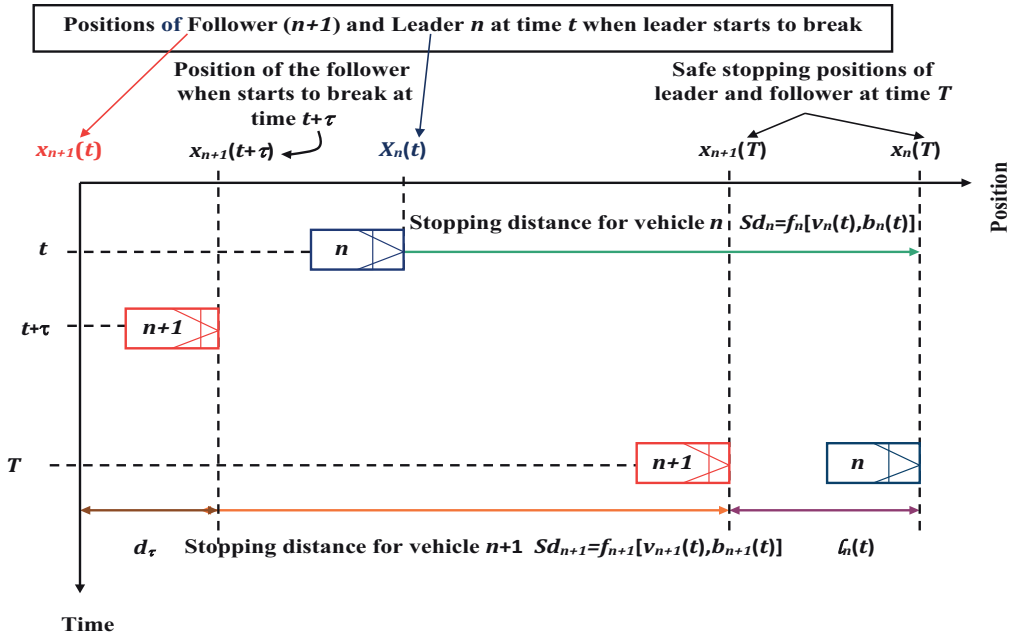 Positions of Follower (n+1) and Leader n at time t when leader starts to break
Position of the follower
when starts to break at
time t+τ
Safe stopping positions of
leader and follower at time T
xₙ₊₁(t)
xₙ₊₁(t+τ)
Xₙ(t)
xₙ₊₁(T)
xₙ(T)
Position
Stopping distance for vehicle n Sdₙ=fₙ[vₙ(t),bₙ(t)]
t
n
t+τ
n+1
T
n+1
n
d_τ
Stopping distance for vehicle n+1 Sdₙ₊₁=fₙ₊₁[vₙ₊₁(t),bₙ₊₁(t)]
ℓₙ(t)
Time